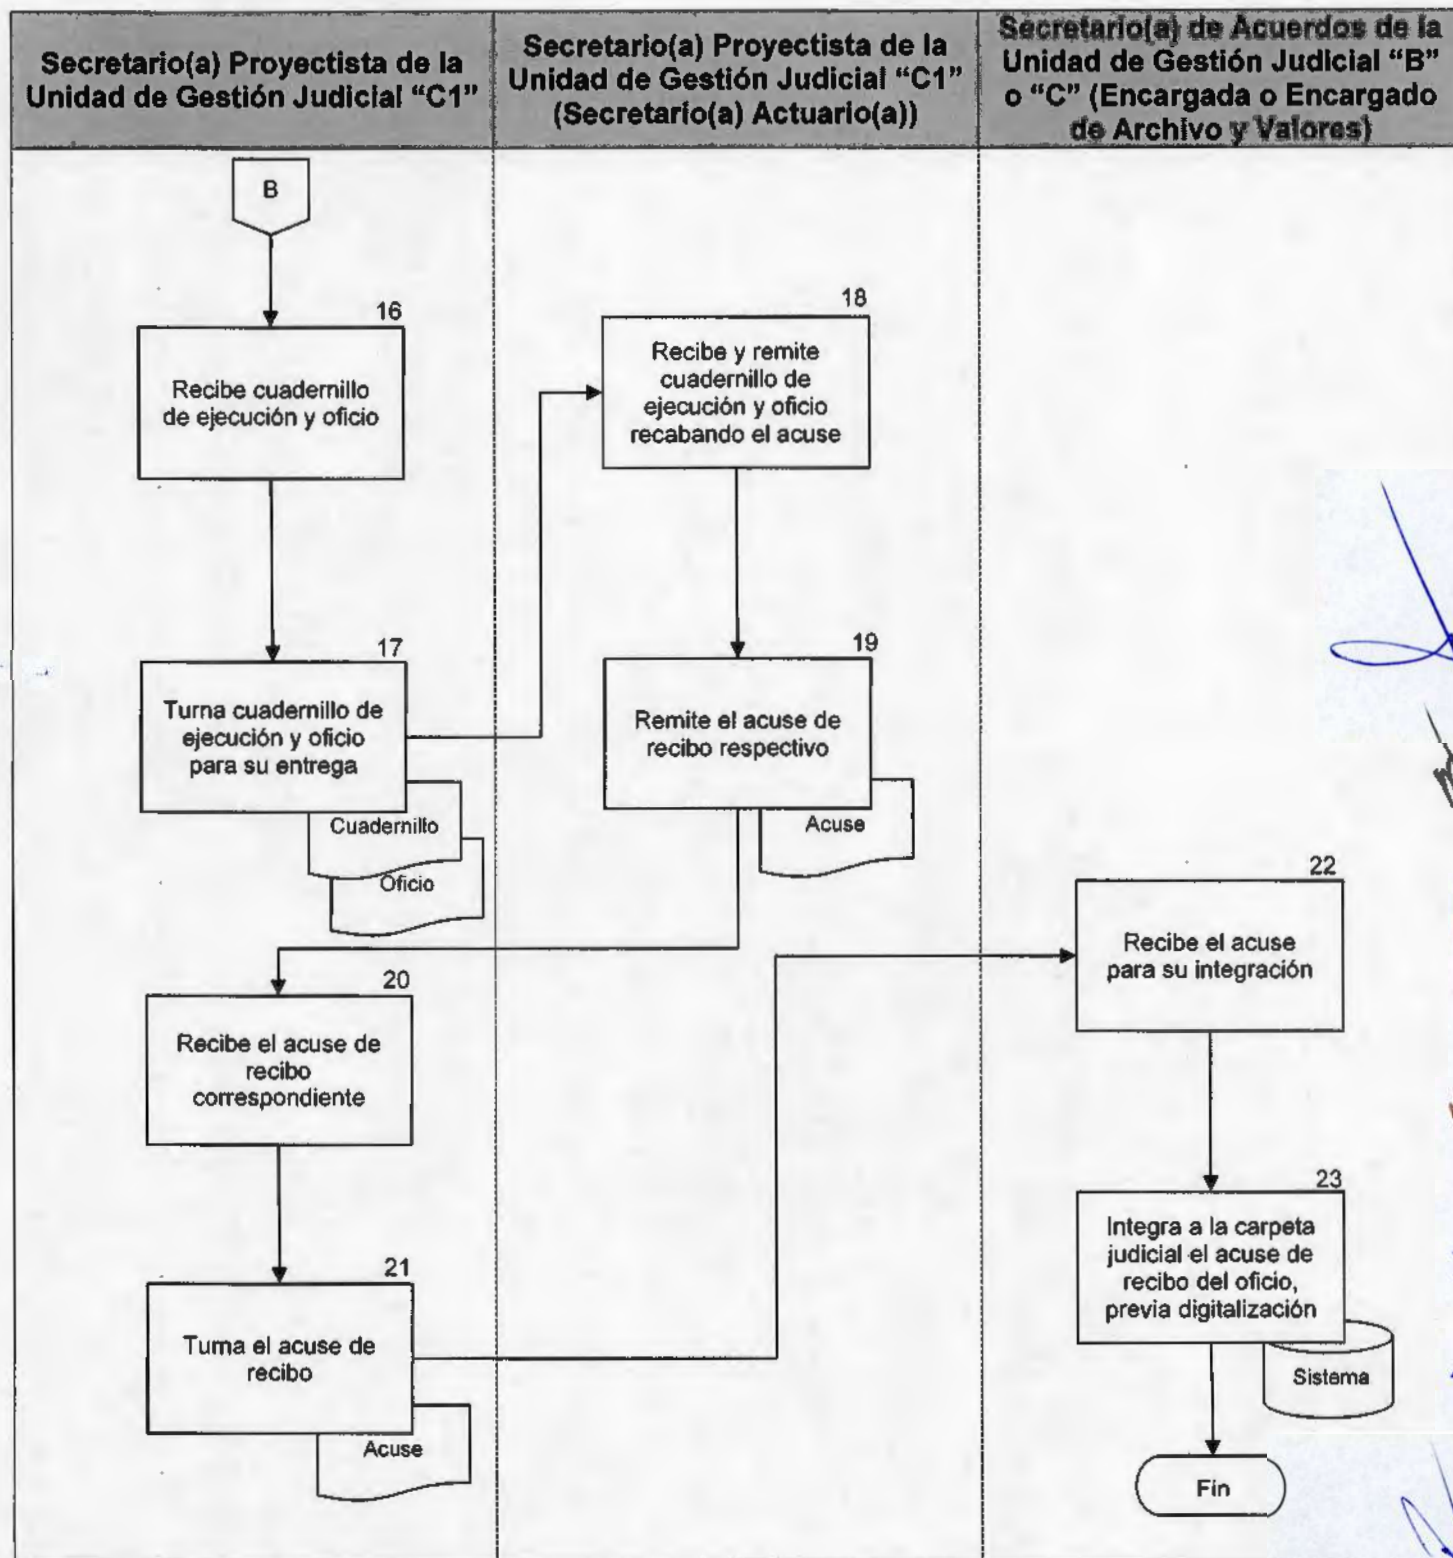 Secretario(a) Proyectista de la
Unidad de Gestión Judicial “C1”
Secretario(a) Proyectista de la
Unidad de Gestión Judicial “C1”
(Secretario(a) Actuario(a))
Secretario(a) de Acuerdos de la
Unidad de Gestión Judicial “B”
o “C” (Encargada o Encargado
de Archivo y Valores)
B
16
Recibe cuadernillo
de ejecución y oficio
17
Turna cuadernillo de
ejecución y oficio
para su entrega
Cuadernillo
Oficio
18
Recibe y remite
cuadernillo de
ejecución y oficio
recabando el acuse
19
Remite el acuse de
recibo respectivo
Acuse
20
Recibe el acuse de
recibo
correspondiente
21
Turna el acuse de
recibo
Acuse
22
Recibe el acuse
para su integración
23
Integra a la carpeta
judicial el acuse de
recibo del oficio,
previa digitalización
Sistema
Fin